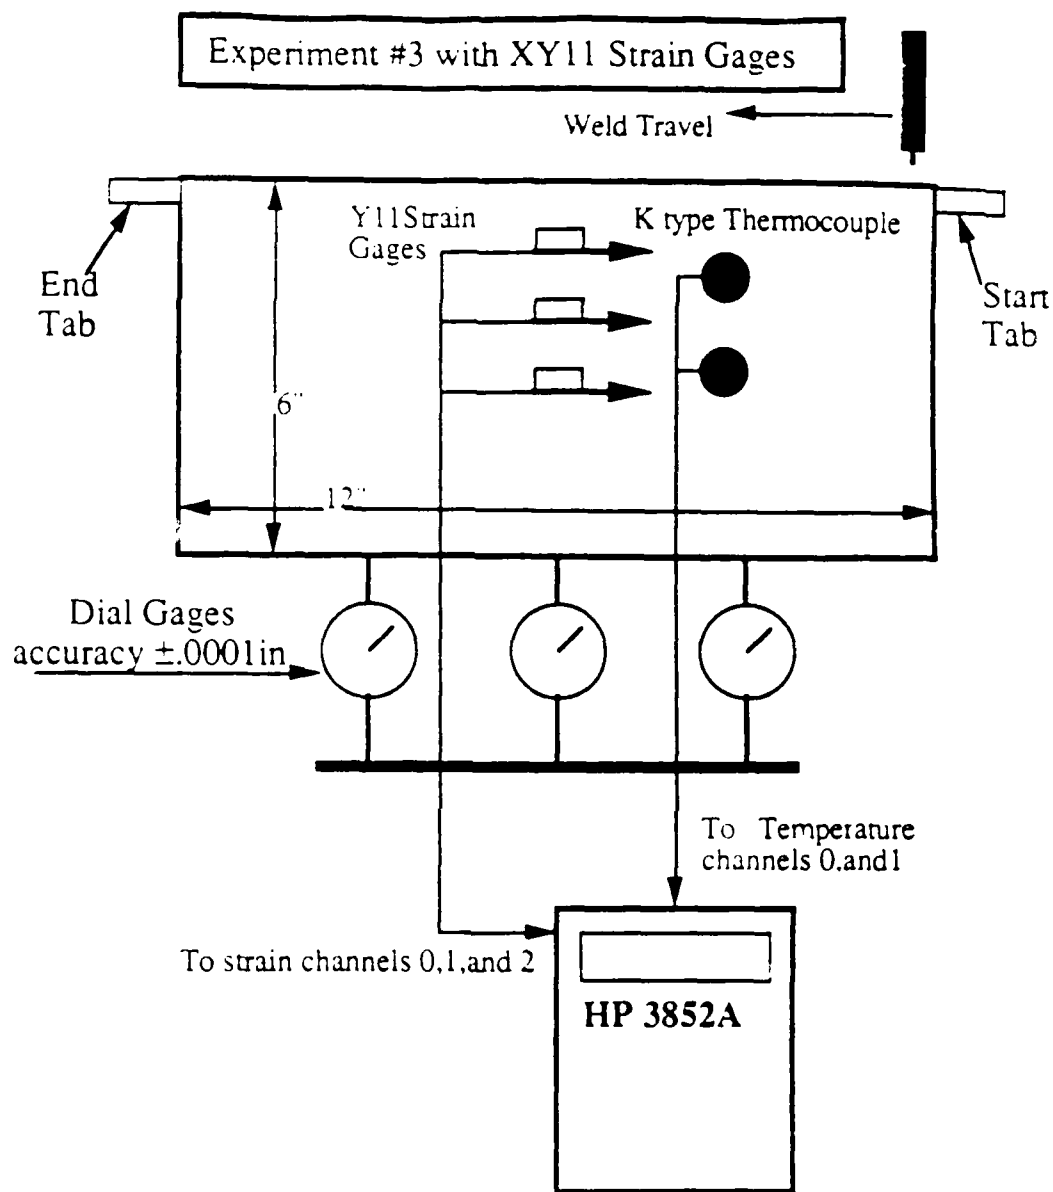 Experiment #3 with XY11 Strain Gages
Weld Travel
Y11Strain
Gages
K type Thermocouple
End
Tab
Start
Tab
6"
12"
Dial Gages
accuracy ±.0001in
To Temperature
channels 0,and1
To strain channels 0,1,and 2
HP 3852A